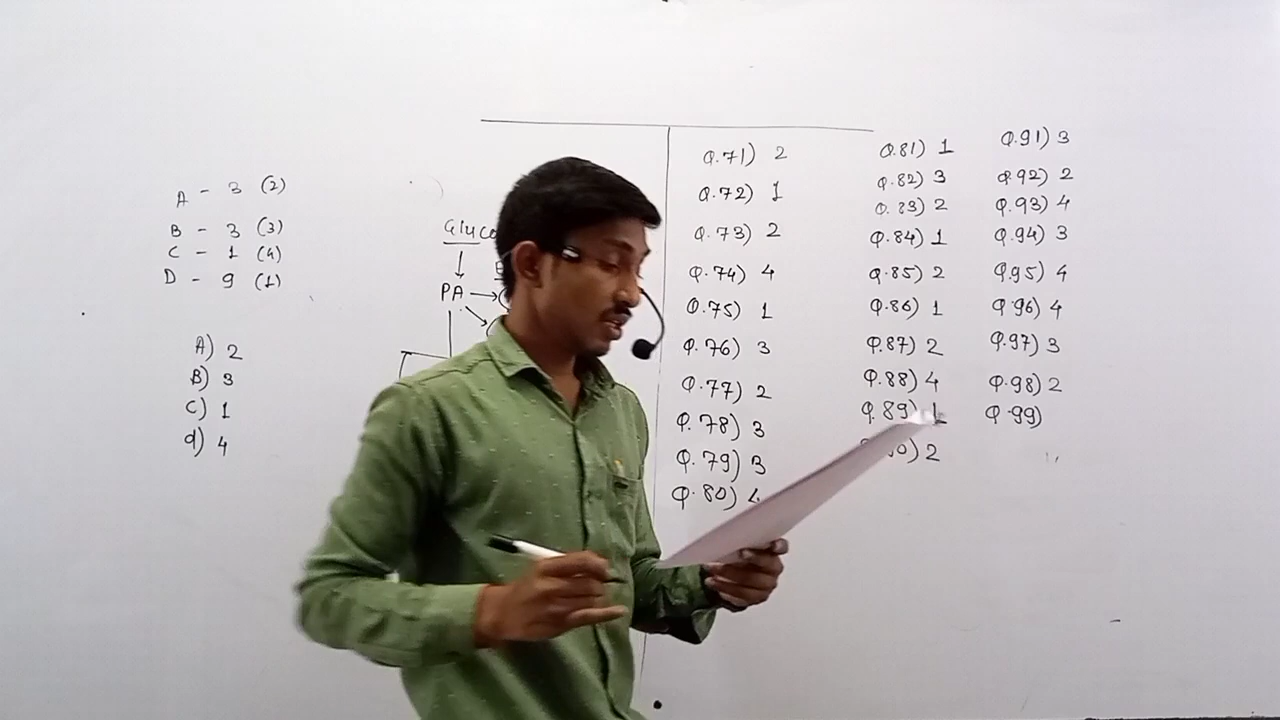 A - 3 (2)
B - 3 (3)
C - 1 (4)
D - 9 (1)
A) 2
B) 3
C) 1
d) 4
PA
Q.71) 2
Q.72) 1
Q.73) 2
Q.74) 4
Q.75) 1
Q.76) 3
Q.77) 2
Q.78) 3
Q.79) 3
Q.80) 4
Q.81) 1
Q.82) 3
Q.83) 2
Q.84) 1
Q.85) 2
Q.86) 1
Q.87) 2
Q.88) 4
Q.89) 1
0) 2
Q.91) 3
Q.92) 2
Q.93) 4
Q.94) 3
Q.95) 4
Q.96) 4
Q.97) 3
Q.98) 2
Q.99)